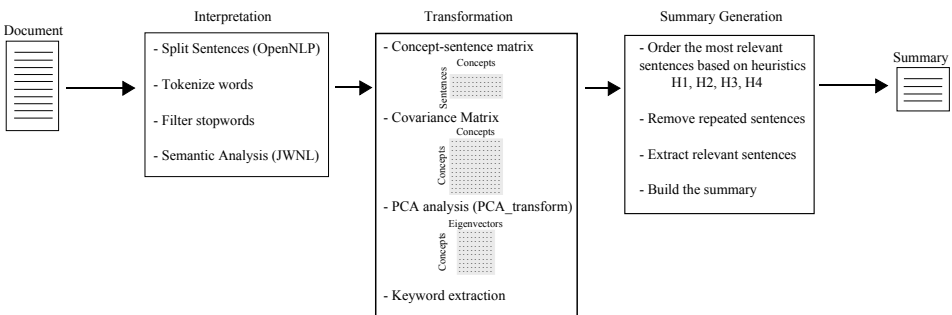 Document
Interpretation
- Split Sentences (OpenNLP)
- Tokenize words
- Filter stopwords
- Semantic Analysis (JWNL)
Transformation
- Concept-sentence matrix
Concepts
Sentences
- Covariance Matrix
Concepts
Concepts
- PCA analysis (PCA_transform)
Eigenvectors
Concepts
- Keyword extraction
Summary Generation
- Order the most relevant
sentences based on heuristics
H1, H2, H3, H4
- Remove repeated sentences
- Extract relevant sentences
- Build the summary
Summary